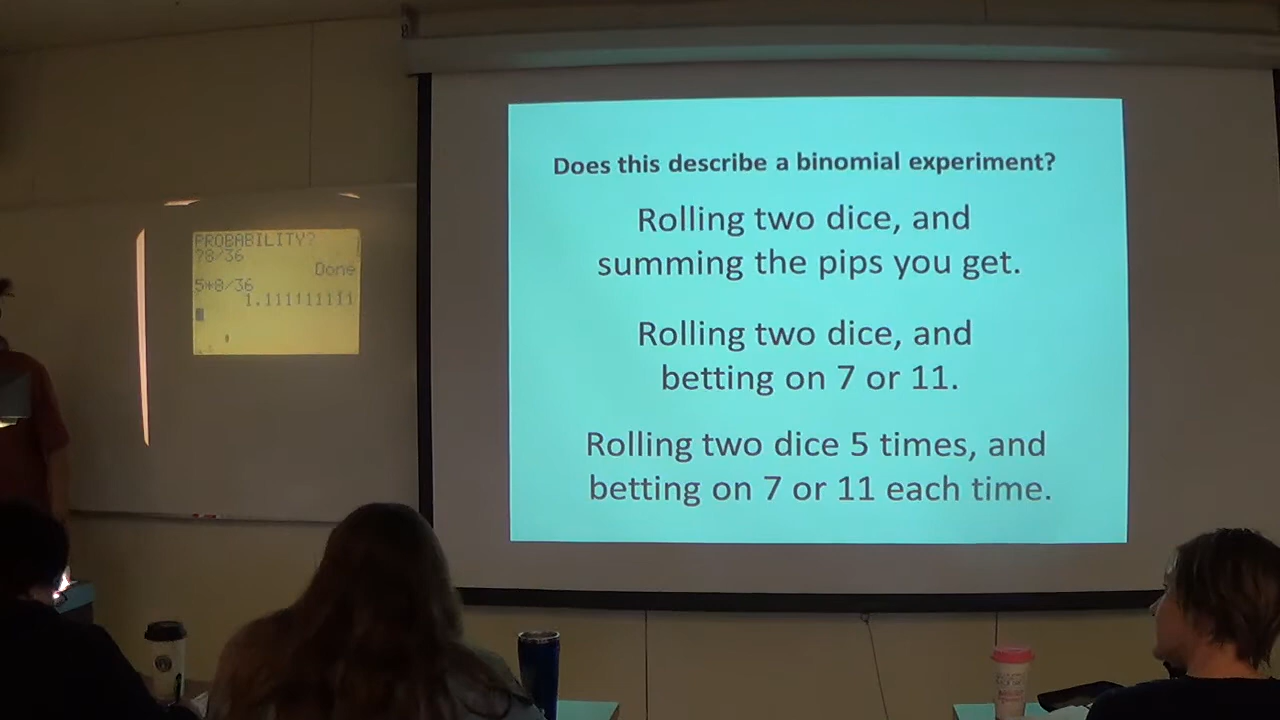 PROBABILITY?
?8/36
Done
5*8/36
1.111111111
Does this describe a binomial experiment?
Rolling two dice, and
summing the pips you get.
Rolling two dice, and
betting on 7 or 11.
Rolling two dice 5 times, and
betting on 7 or 11 each time.